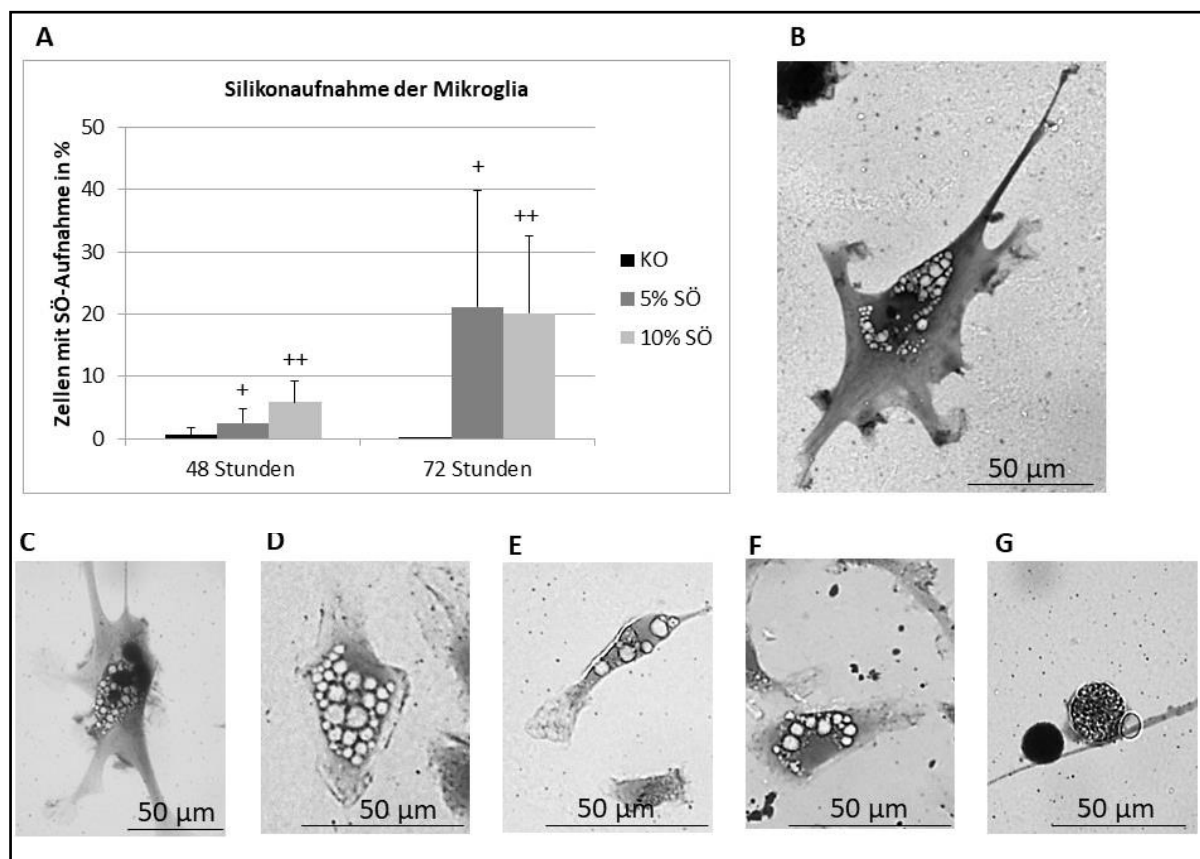 A
Silikonaufnahme der Mikroglia
Zellen mit SÖ-Aufnahme in %
50
40
30
20
10
0
+
++
+
++
48 Stunden
72 Stunden
KO
5% SÖ
10% SÖ
B
50 µm
C
50 µm
D
50 µm
E
50 µm
F
50 µm
G
50 µm